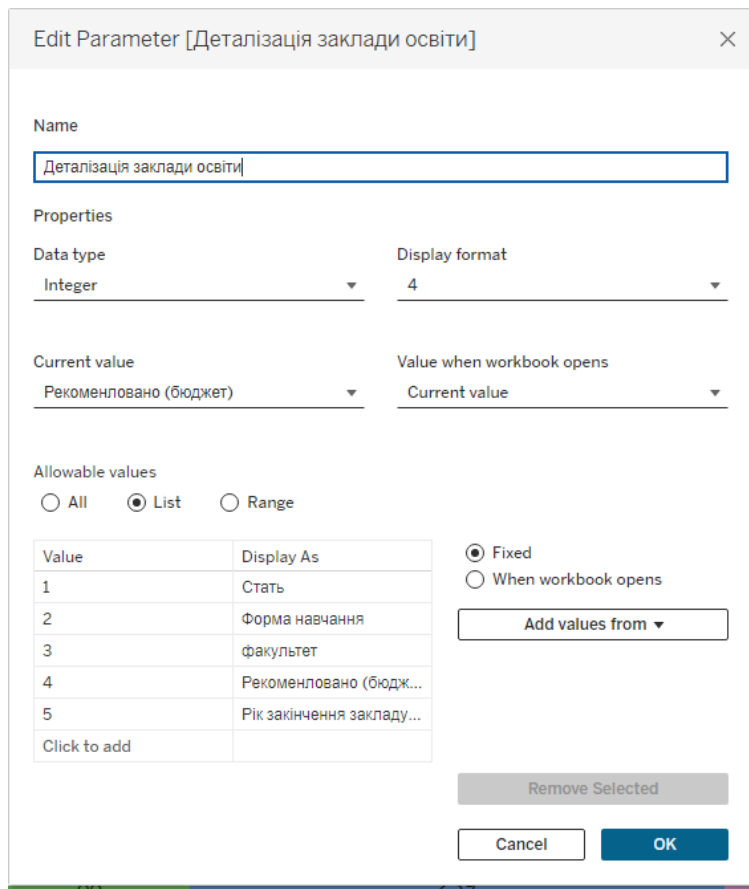 Edit Parameter [Деталізація заклади освіти]
Name
Деталізація заклади освіти
Properties
Data type Display format
Integer 4
Current value Value when workbook opens
Рекоменловано (бюджет) Current value
Allowable values
All List Range
Value Display As
Fixed
1 Стать
When workbook opens
2 Форма навчання
Add values from
3 факультет
4 Рекоменловано (бюдж...
5 Рік закінчення закладу...
Click to add
Remove Selected
Cancel OK